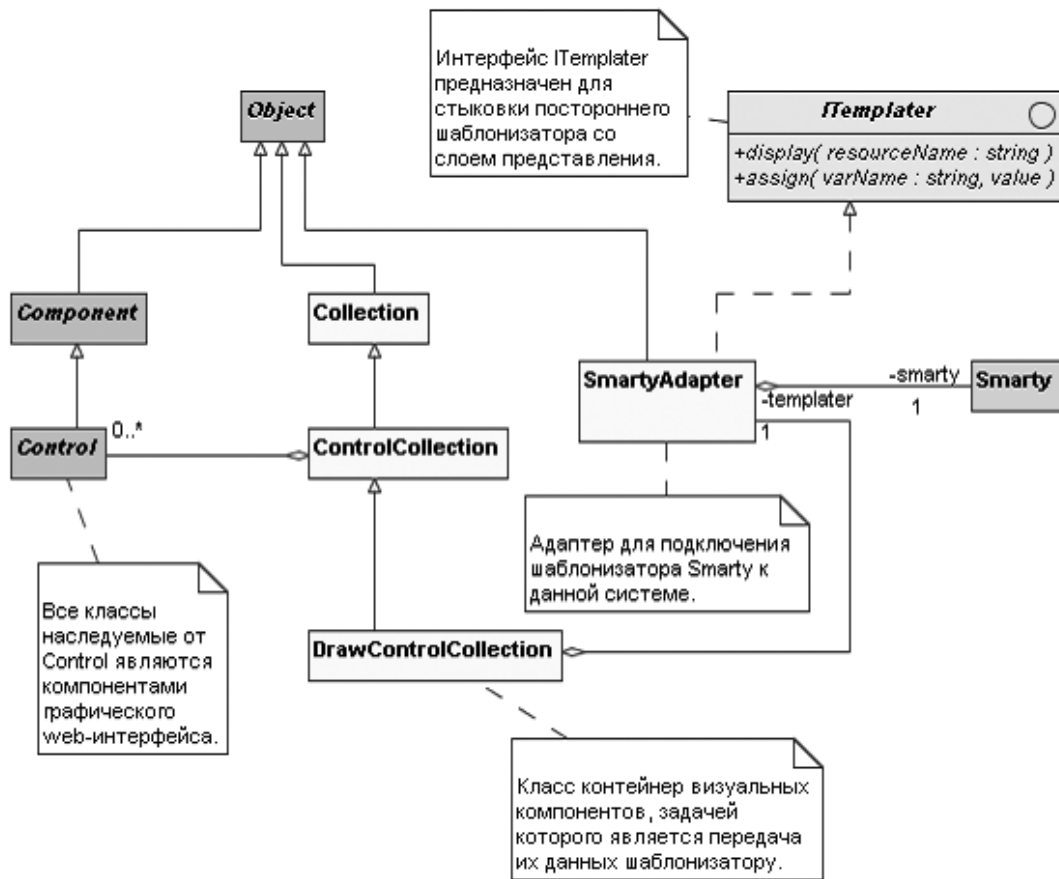 Интерфейс ITemplater
предназначен для
стыковки постороннего
шаблонизатора со
слоем представления.
Object
ITemplater
+display( resourceName : string )
+assign( varName : string, value )
Component
Collection
SmartyAdapter
-smarty
1
Smarty
-templater
1
Control
0..*
ControlCollection
Адаптер для подключения
шаблонизатора Smarty к
данной системе.
Все классы
наследуемые от
Control являются
компонентами
графического
web-интерфейса.
DrawControlCollection
Класс контейнер визуальных
компонентов, задачей
которого является передача
их данных шаблонизатору.